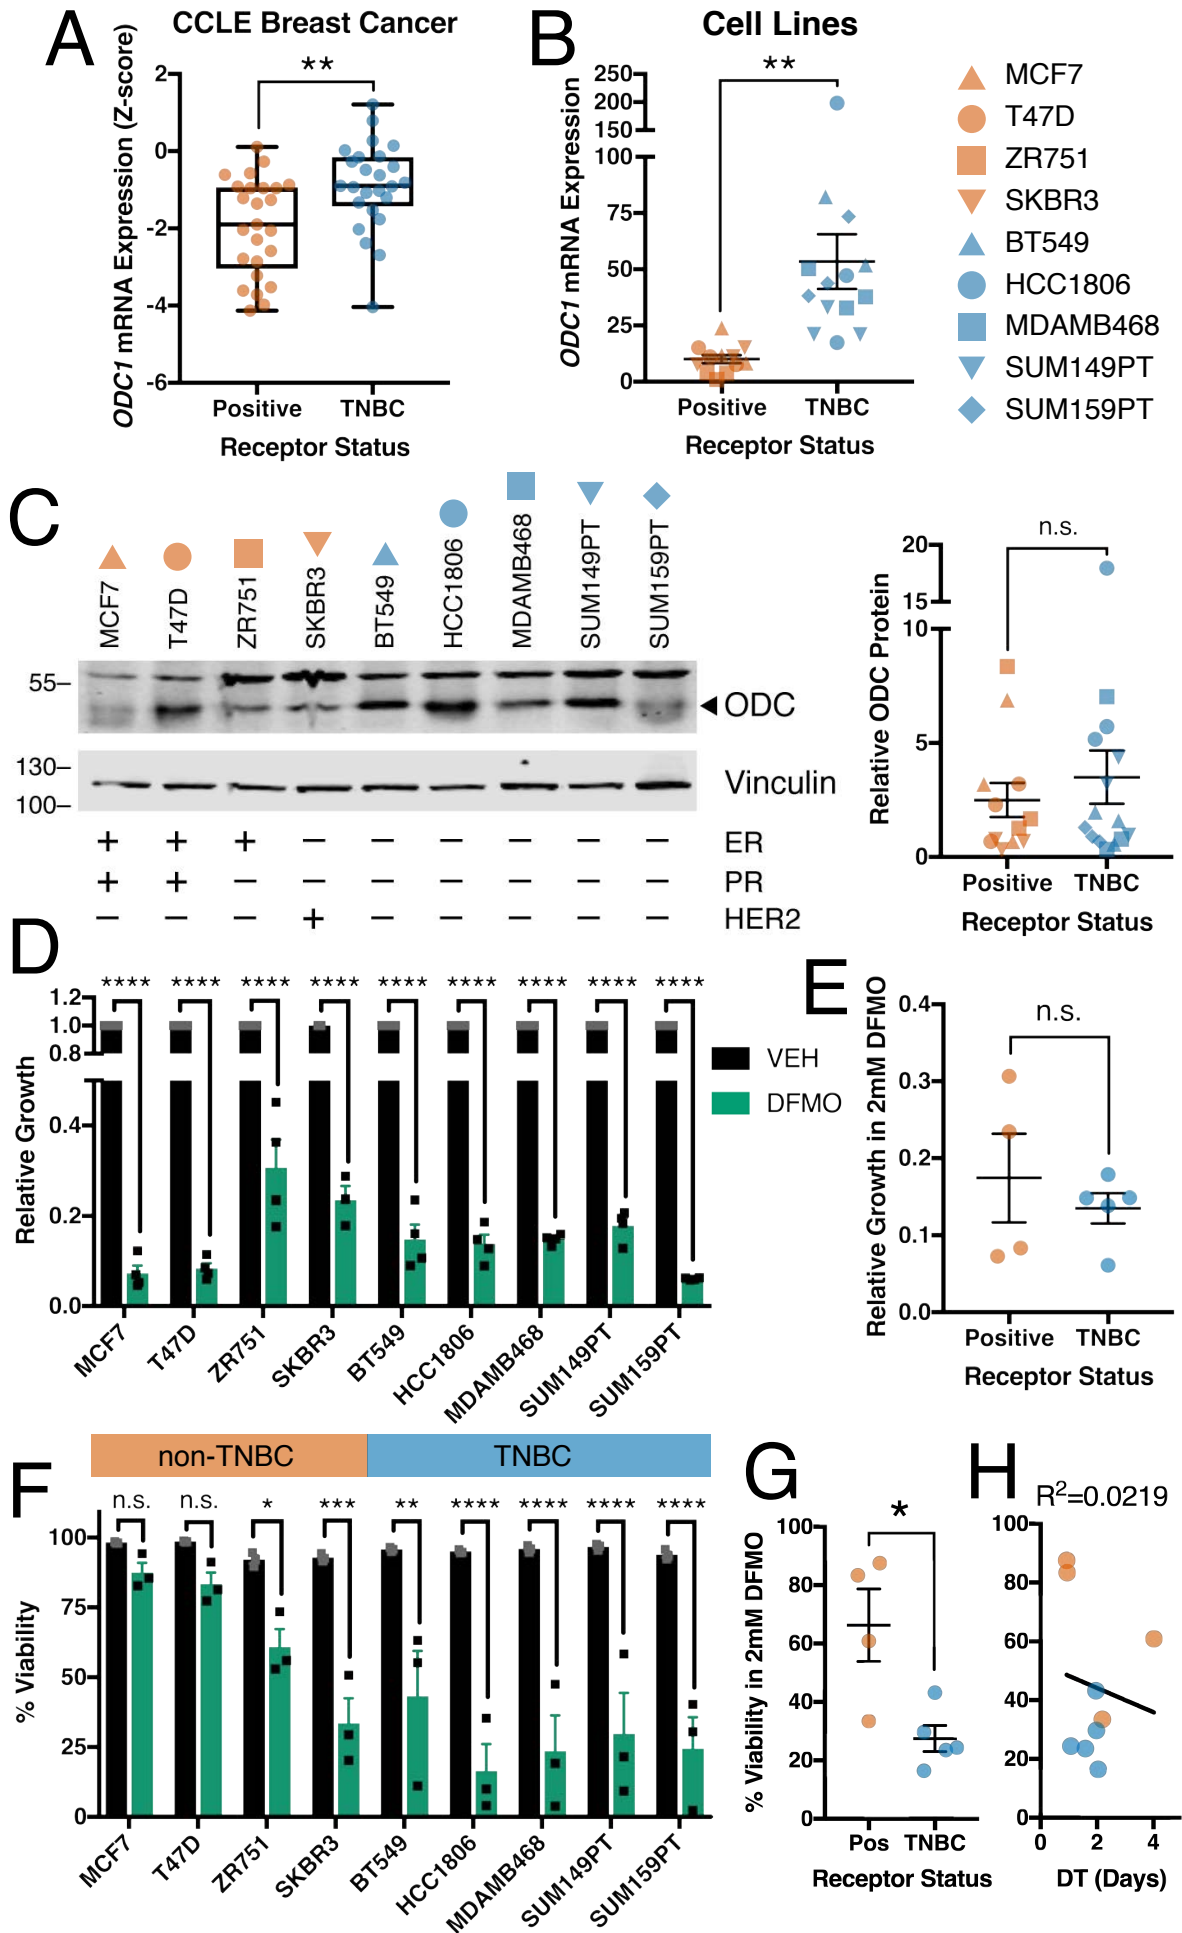 A
CCLE Breast Cancer
ODC1 mRNA Expression (Z-score)
**
2
0
-2
-4
-6
Positive
TNBC
Receptor Status
B
Cell Lines
ODC1 mRNA Expression
**
250
200
150
100
75
50
25
0
Positive
TNBC
Receptor Status
MCF7
T47D
ZR751
SKBR3
BT549
HCC1806
MDAMB468
SUM149PT
SUM159PT
C
MCF7
T47D
ZR751
SKBR3
BT549
HCC1806
MDAMB468
SUM149PT
SUM159PT
55–
ODC
130–
100–
Vinculin
+ + + – – – – – – ER
+ + – – – – – – – PR
– – – + – – – – – HER2
n.s.
Relative ODC Protein
20
15
10
5
0
Positive
TNBC
Receptor Status
D
**** **** **** **** **** **** **** **** ****
Relative Growth
1.2
1.0
0.8
0.4
0.2
0.0
VEH
DFMO
MCF7
T47D
ZR751
SKBR3
BT549
HCC1806
MDAMB468
SUM149PT
SUM159PT
non-TNBC
TNBC
E
n.s.
Relative Growth in 2mM DFMO
0.4
0.3
0.2
0.1
0.0
Positive
TNBC
Receptor Status
F
n.s. n.s. * *** ** **** **** **** ****
% Viability
100
75
50
25
0
MCF7
T47D
ZR751
SKBR3
BT549
HCC1806
MDAMB468
SUM149PT
SUM159PT
G
*
% Viability in 2mM DFMO
100
80
60
40
20
0
Pos
TNBC
Receptor Status
H
R²=0.0219
100
80
60
40
20
0
0
2
4
DT (Days)